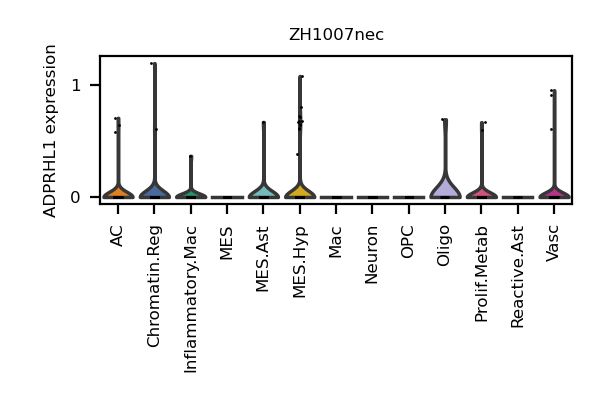 ZH1007nec
ADPRHL1 expression
1
0
AC
Chromatin.Reg
Inflammatory.Mac
MES
MES.Ast
MES.Hyp
Mac
Neuron
OPC
Oligo
Prolif.Metab
Reactive.Ast
Vasc